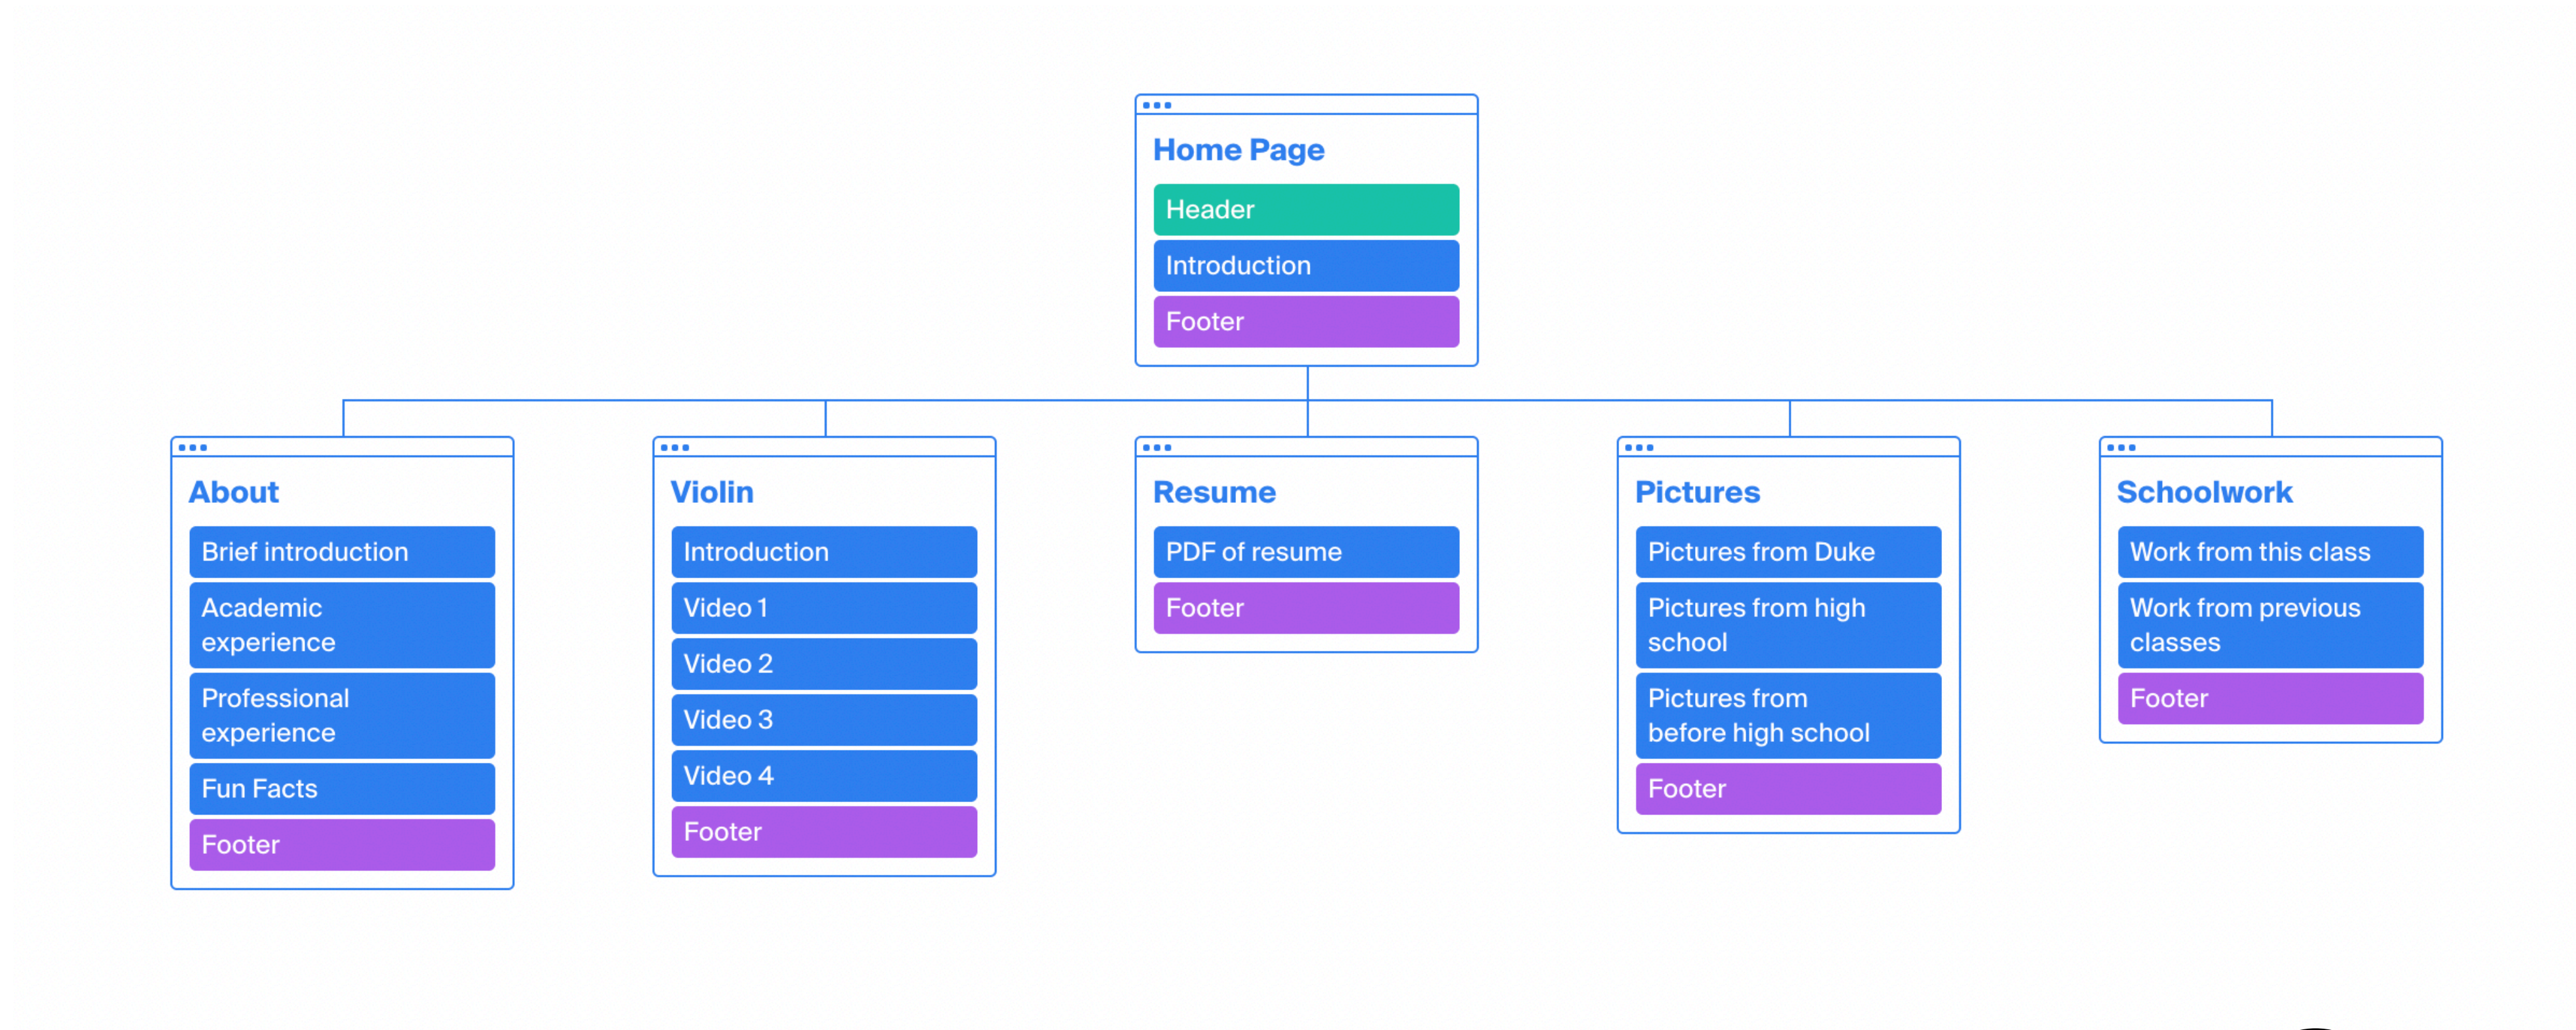 Home Page
Header
Introduction
Footer
About
Brief introduction
Academic
experience
Professional
experience
Fun Facts
Footer
Violin
Introduction
Video 1
Video 2
Video 3
Video 4
Footer
Resume
PDF of resume
Footer
Pictures
Pictures from Duke
Pictures from high
school
Pictures from
before high school
Footer
Schoolwork
Work from this class
Work from previous
classes
Footer